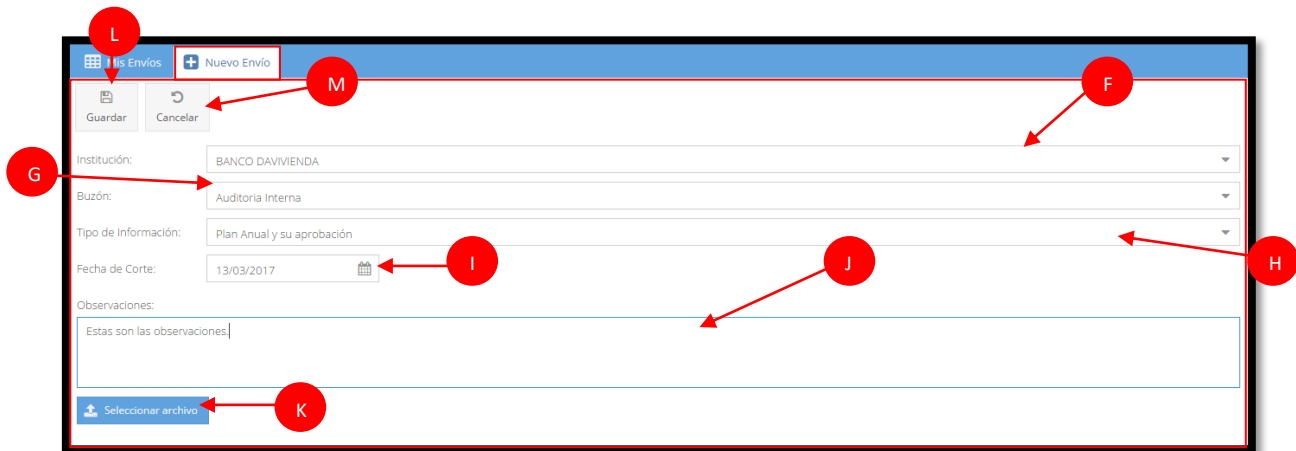 L
Mis Envíos Nuevo Envío
M
F
Guardar Cancelar
Institución: BANCO DAVIVIENDA
G
Buzón: Auditoria Interna
Tipo de Información: Plan Anual y su aprobación
H
Fecha de Corte: 13/03/2017
I
J
Observaciones:
Estas son las observaciones.
Seleccionar archivo
K